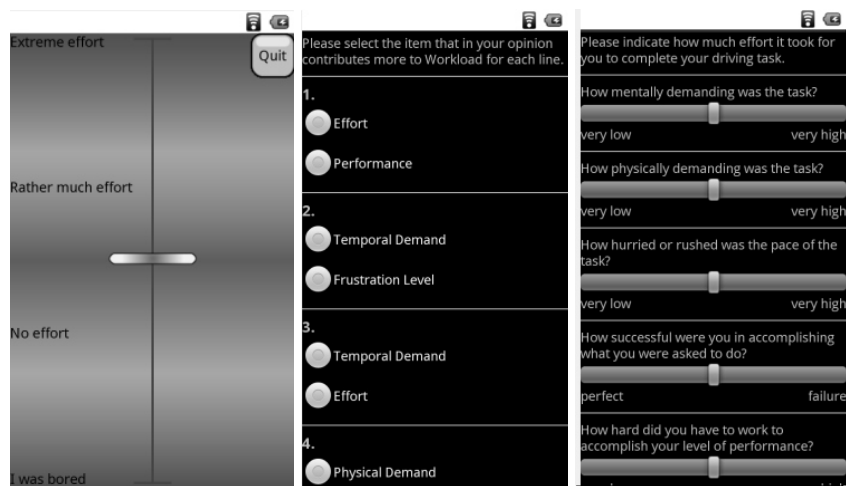 Extreme effort
Quit
Rather much effort
No effort
I was bored
Please select the item that in your opinion
contributes more to Workload for each line.
1.
Effort
Performance
2.
Temporal Demand
Frustration Level
3.
Temporal Demand
Effort
4.
Physical Demand
Please indicate how much effort it took for
you to complete your driving task.
How mentally demanding was the task?
very low very high
How physically demanding was the task?
very low very high
How hurried or rushed was the pace of the
task?
very low very high
How successful were you in accomplishing
what you were asked to do?
perfect failure
How hard did you have to work to
accomplish your level of performance?